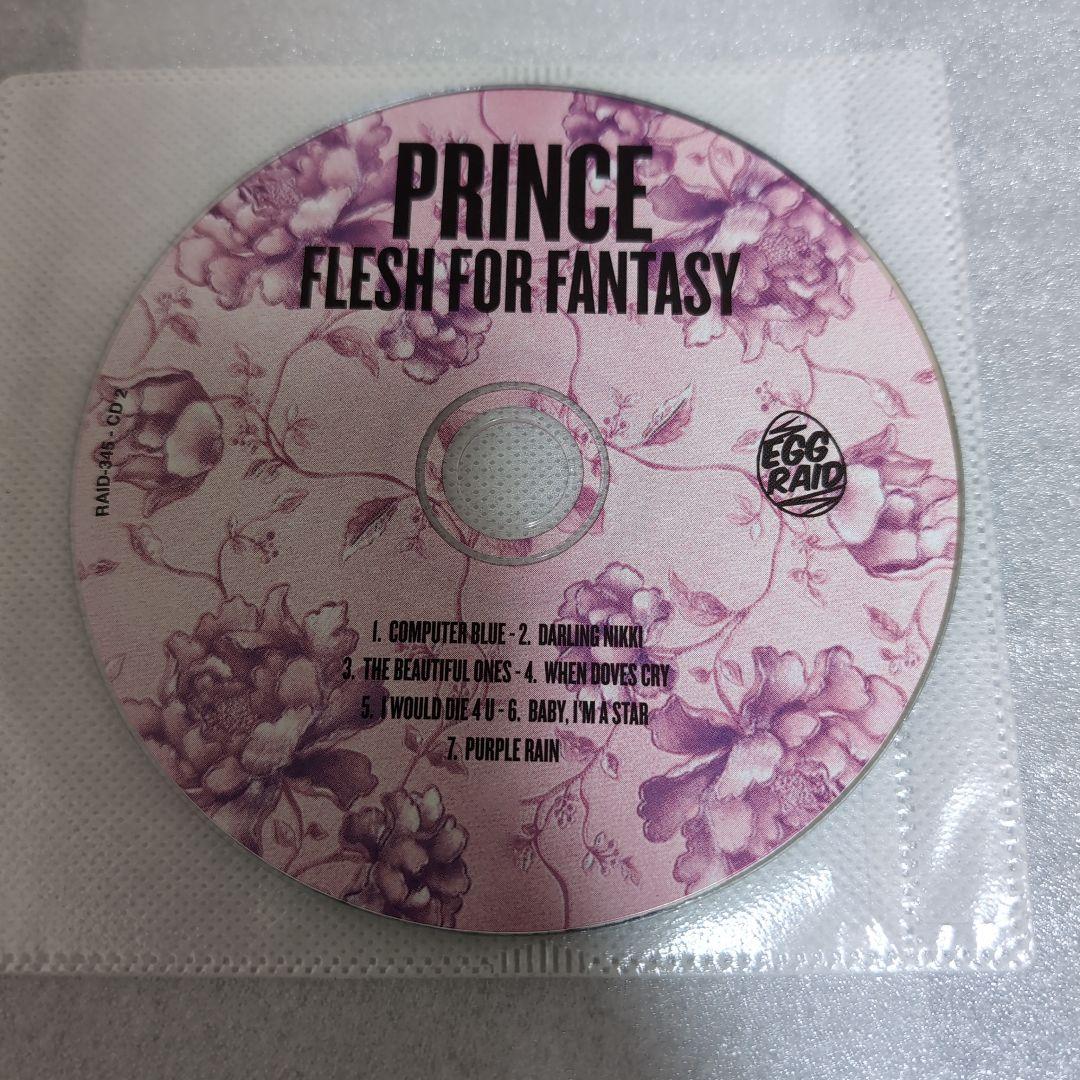 PRINCE
FLESH FOR FANTASY
RAID-345 - CD 2
EGG
RAID
1. COMPUTER BLUE - 2. DARLING NIKKI
3. THE BEAUTIFUL ONES - 4. WHEN DOVES CRY
5. I WOULD DIE 4 U - 6. BABY, I'M A STAR
7. PURPLE RAIN